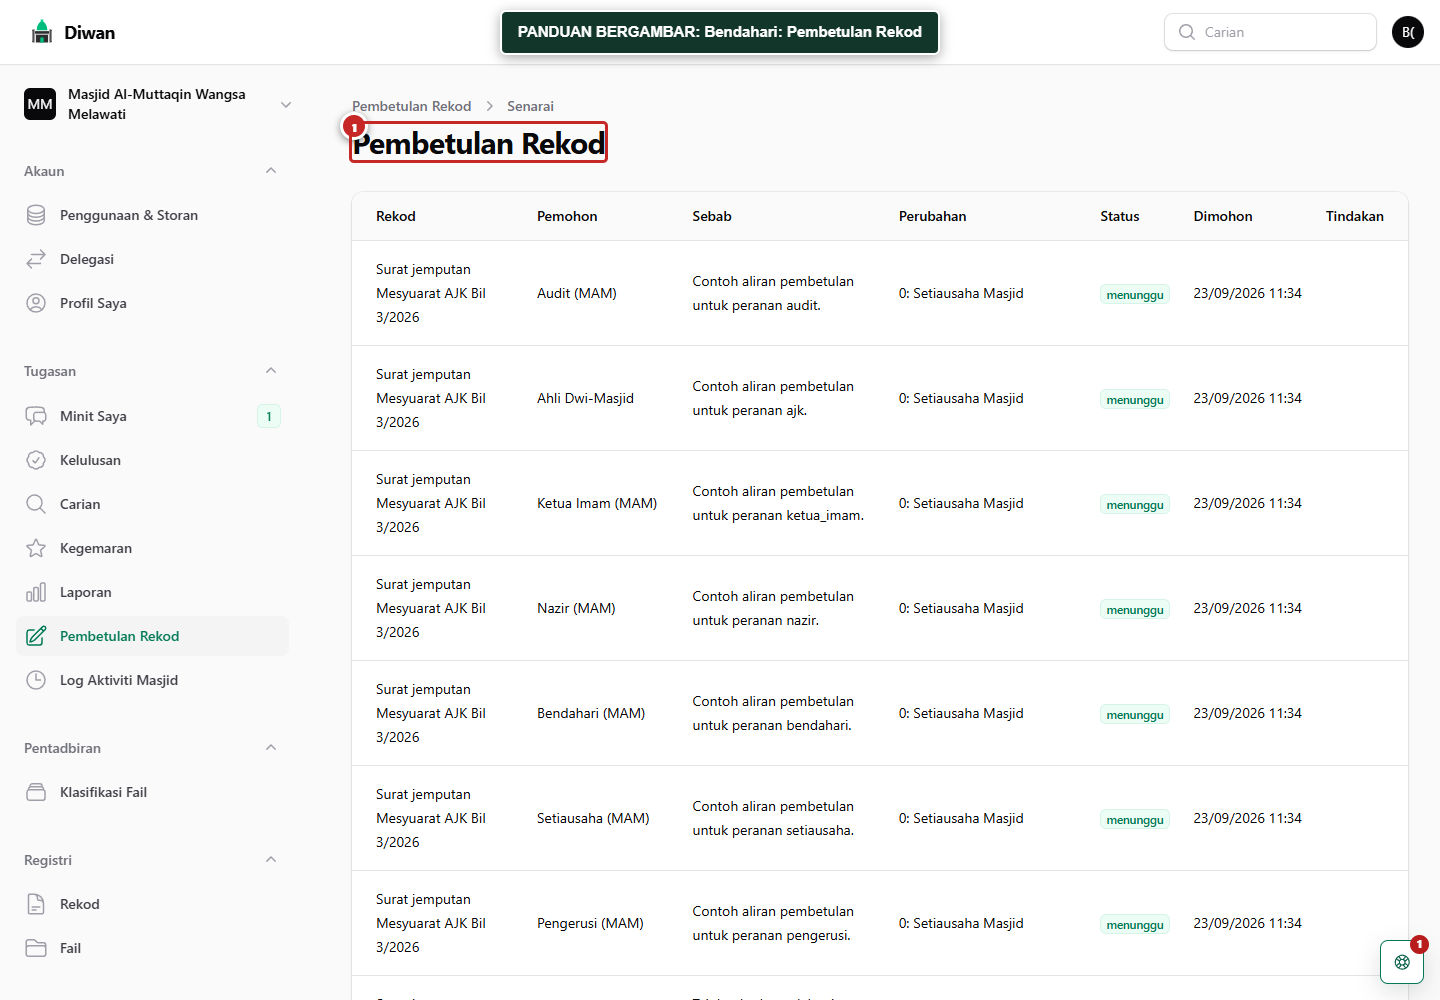 Diwan
PANDUAN BERGAMBAR: Bendahari: Pembetulan Rekod
Carian
B(
MM
Masjid Al-Muttaqin Wangsa
Melawati
Akaun
Penggunaan & Storan
Delegasi
Profil Saya
Tugasan
Minit Saya
1
Kelulusan
Carian
Kegemaran
Laporan
Pembetulan Rekod
Log Aktiviti Masjid
Pentadbiran
Klasifikasi Fail
Registri
Rekod
Fail
Pembetulan Rekod
Senarai
1
Pembetulan Rekod
Rekod Pemohon Sebab Perubahan Status Dimohon Tindakan
Surat jemputan
Mesyuarat AJK Bil
3/2026
Audit (MAM)
Contoh aliran pembetulan
untuk peranan audit.
0: Setiausaha Masjid
menunggu
23/09/2026 11:34
Surat jemputan
Mesyuarat AJK Bil
3/2026
Ahli Dwi-Masjid
Contoh aliran pembetulan
untuk peranan ajk.
0: Setiausaha Masjid
menunggu
23/09/2026 11:34
Surat jemputan
Mesyuarat AJK Bil
3/2026
Ketua Imam (MAM)
Contoh aliran pembetulan
untuk peranan ketua_imam.
0: Setiausaha Masjid
menunggu
23/09/2026 11:34
Surat jemputan
Mesyuarat AJK Bil
3/2026
Nazir (MAM)
Contoh aliran pembetulan
untuk peranan nazir.
0: Setiausaha Masjid
menunggu
23/09/2026 11:34
Surat jemputan
Mesyuarat AJK Bil
3/2026
Bendahari (MAM)
Contoh aliran pembetulan
untuk peranan bendahari.
0: Setiausaha Masjid
menunggu
23/09/2026 11:34
Surat jemputan
Mesyuarat AJK Bil
3/2026
Setiausaha (MAM)
Contoh aliran pembetulan
untuk peranan setiausaha.
0: Setiausaha Masjid
menunggu
23/09/2026 11:34
Surat jemputan
Mesyuarat AJK Bil
3/2026
Pengerusi (MAM)
Contoh aliran pembetulan
untuk peranan pengerusi.
0: Setiausaha Masjid
menunggu
23/09/2026 11:34
1